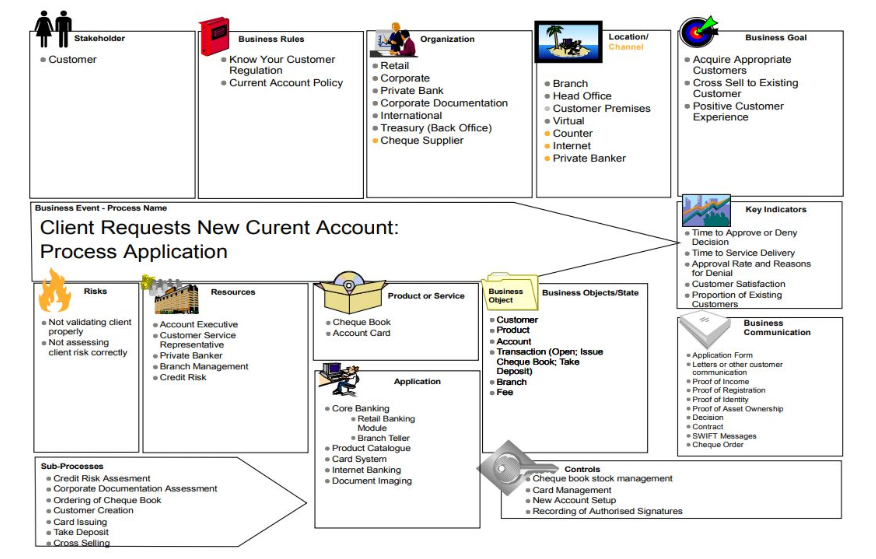 Stakeholder
Customer
Business Rules
Know Your Customer
Regulation
Current Account Policy
Organization
Retail
Corporate
Private Bank
Corporate Documentation
International
Treasury (Back Office)
Cheque Supplier
Location/
Channel
Branch
Head Office
Customer Premises
Virtual
Counter
Internet
Private Banker
Business Goal
Acquire Appropriate
Customers
Cross Sell to Existing
Customer
Positive Customer
Experience
Business Event - Process Name
Client Requests New Curent Account:
Process Application
Key Indicators
Time to Approve or Deny
Decision
Time to Service Delivery
Approval Rate and Reasons
for Denial
Customer Satisfaction
Proportion of Existing
Customers
Risks
Not validating client
properly
Not assessing
client risk correctly
Resources
Account Executive
Customer Service
Representative
Private Banker
Branch Management
Credit Risk
Product or Service
Cheque Book
Account Card
Application
Core Banking
Retail Banking
Module
Branch Teller
Product Catalogue
Card System
Internet Banking
Document Imaging
Business
Object
Business Objects/State
Customer
Product
Account
Transaction (Open; Issue
Cheque Book; Take
Deposit)
Branch
Fee
Business
Communication
Application Form
Letters or other customer
communication
Proof of Income
Proof of Registration
Proof of Identity
Proof of Asset Ownership
Decision
Contract
SWIFT Messages
Cheque Order
Sub-Processes
Credit Risk Assesment
Corporate Documentation Assessment
Ordering of Cheque Book
Customer Creation
Card Issuing
Take Deposit
Cross Selling
Controls
Cheque book stock management
Card Management
New Account Setup
Recording of Authorised Signatures